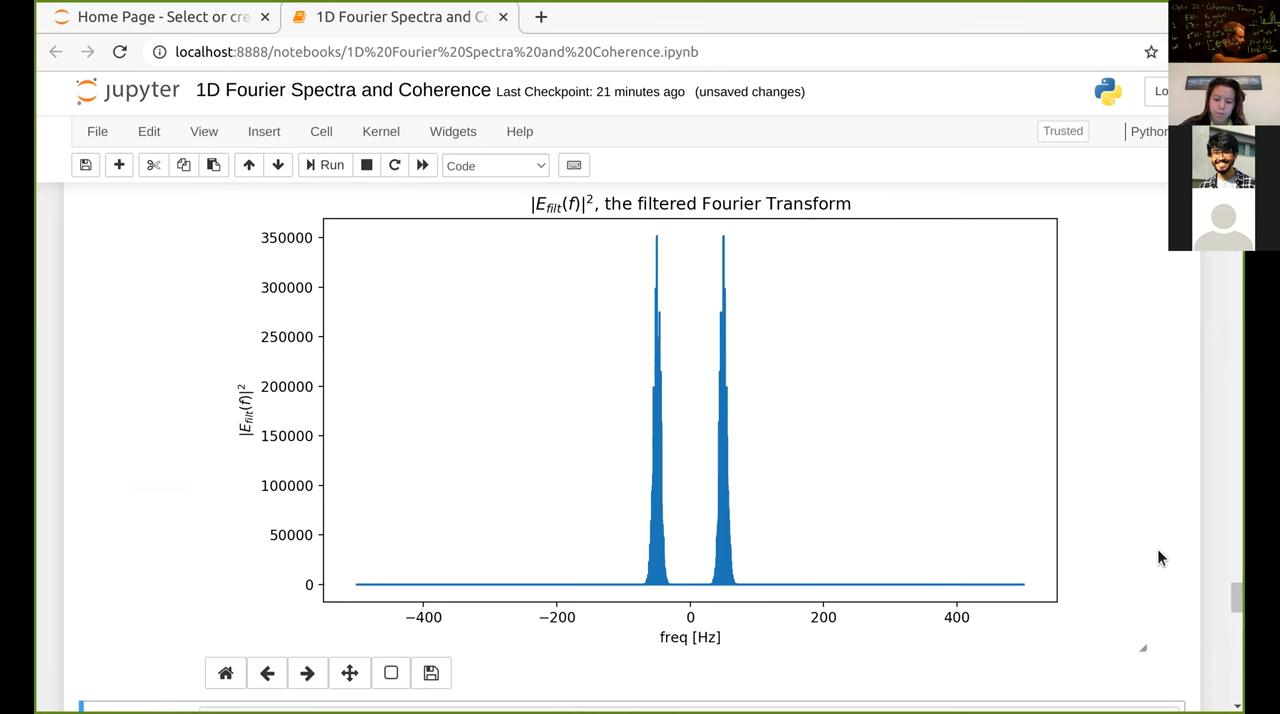 Home Page - Select or cre
1D Fourier Spectra and Co
localhost:8888/notebooks/1D%20Fourier%20Spectra%20and%20Coherence.ipynb
jupyter 1D Fourier Spectra and Coherence Last Checkpoint: 21 minutes ago (unsaved changes)
Lo
File Edit View Insert Cell Kernel Widgets Help
Trusted
Python
Run
Code
|E_filt(f)|², the filtered Fourier Transform
|E_filt(f)|²
350000
300000
250000
200000
150000
100000
50000
0
−400 −200 0 200 400
freq [Hz]